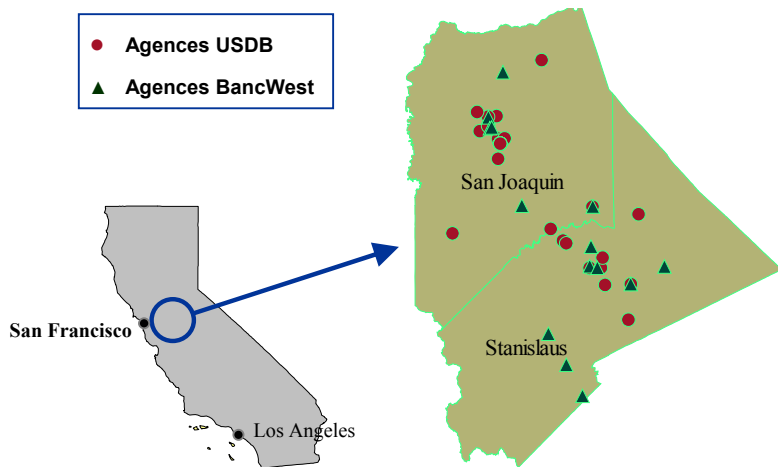 Agences USDB
Agences BancWest
San Joaquin
San Francisco
Stanislaus
Los Angeles